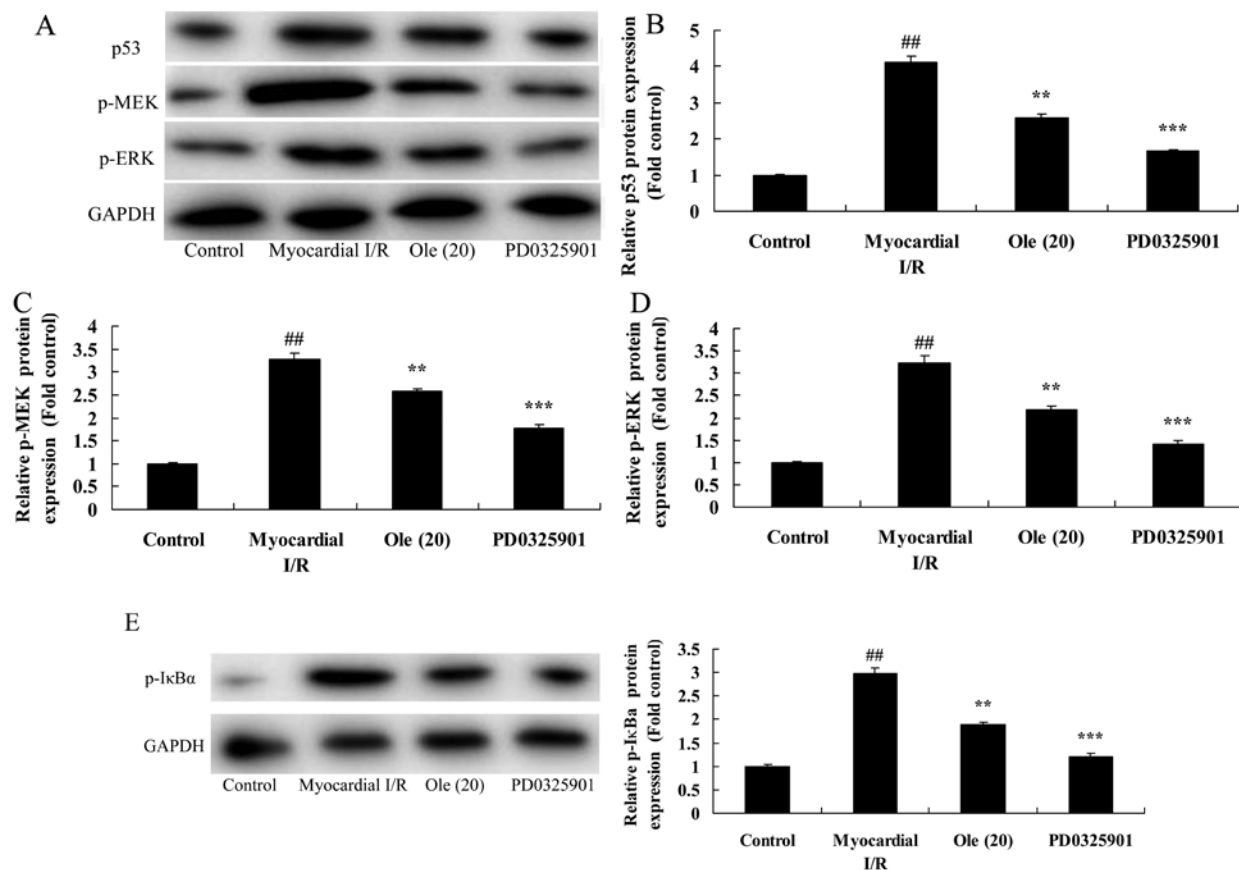 A
p53
p-MEK
p-ERK
GAPDH
Control Myocardial I/R Ole (20) PD0325901
B
Relative p53 protein expression
(Fold control)
5
4
3
2
1
0
##
**
***
Control Myocardial Ole (20) PD0325901
I/R
C
Relative p-MEK protein
expression (Fold control)
4
3.5
3
2.5
2
1.5
1
0.5
0
##
**
***
Control Myocardial Ole (20) PD0325901
I/R
D
Relative p-ERK protein
expression (Fold control)
4
3.5
3
2.5
2
1.5
1
0.5
0
##
**
***
Control Myocardial Ole (20) PD0325901
I/R
E
p-IκBα
GAPDH
Control Myocardial I/R Ole (20) PD0325901
Relative p-IκBa protein
expression (Fold control)
3.5
3
2.5
2
1.5
1
0.5
0
##
**
***
Control Myocardial Ole (20) PD0325901
I/R